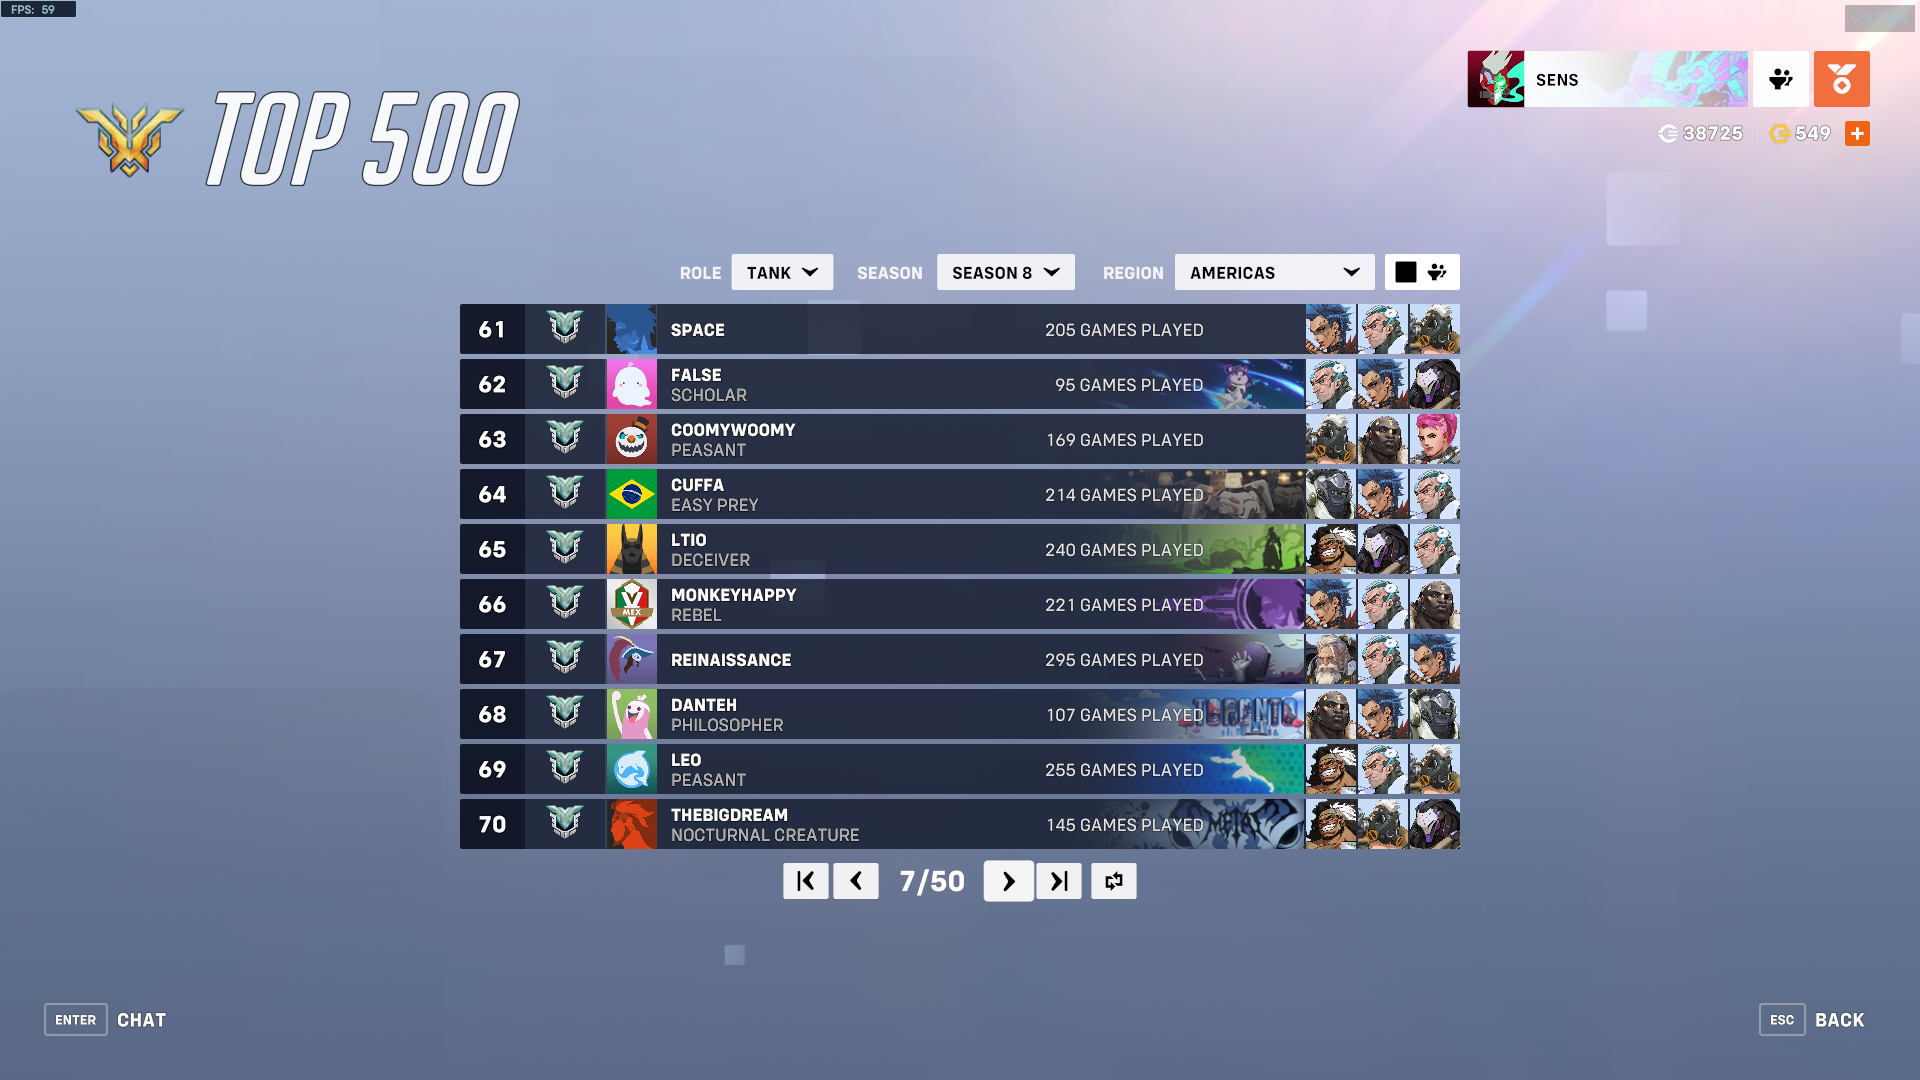 FPS: 59
TOP 500
SENS
38725
549
ROLE
TANK
SEASON
SEASON 8
REGION
AMERICAS
61
SPACE
205 GAMES PLAYED
62
FALSE
SCHOLAR
95 GAMES PLAYED
63
COOMYWOOMY
PEASANT
169 GAMES PLAYED
64
CUFFA
EASY PREY
214 GAMES PLAYED
65
LTIO
DECEIVER
240 GAMES PLAYED
66
MEX
MONKEYHAPPY
REBEL
221 GAMES PLAYED
67
REINAISSANCE
295 GAMES PLAYED
68
DANTEH
PHILOSOPHER
107 GAMES PLAYED
TORONTO
69
LEO
PEASANT
255 GAMES PLAYED
70
THEBIGDREAM
NOCTURNAL CREATURE
145 GAMES PLAYED
7/50
ENTER
CHAT
ESC
BACK